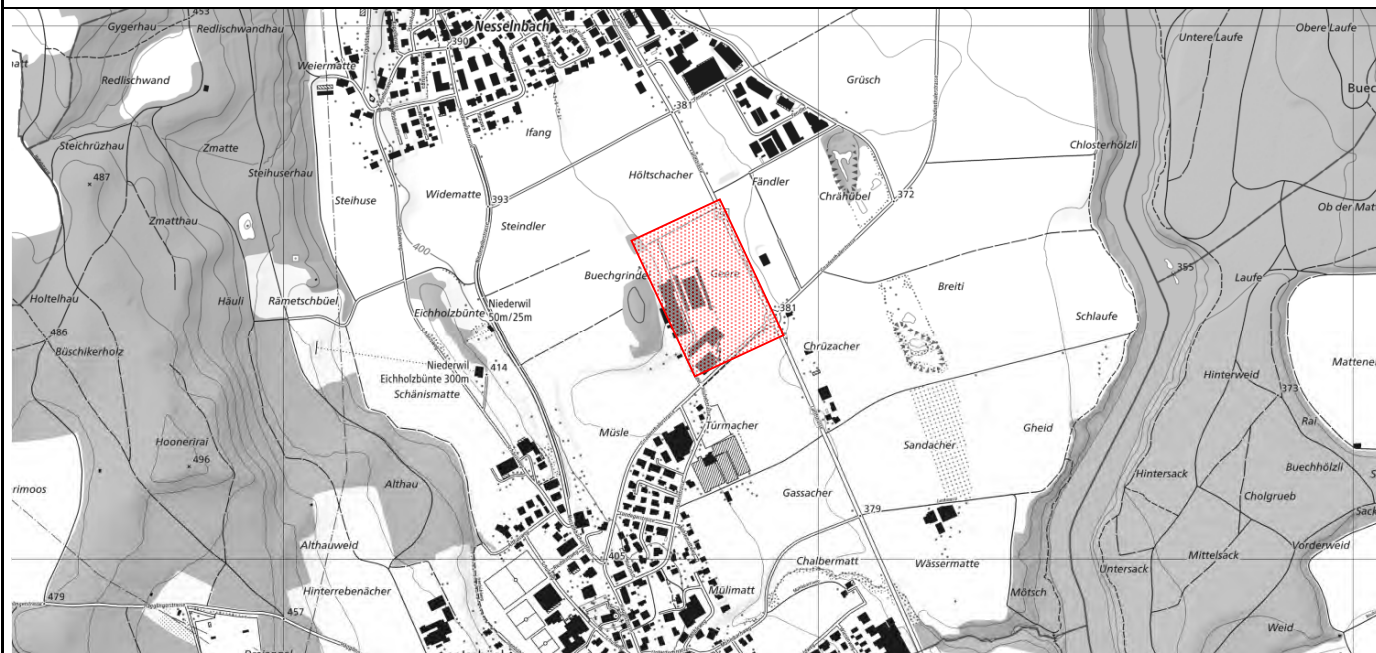 453
Gygerhau
Redlischwandhau
Nesselnbach
Untere Laufe
Obere Laufe
390
Weiermatte
Redlischwand
Grüsch
381
Ifang
Steichrüzhau
Zmatte
Chlosterhölzli
Steihuserhau
Höltschacher
Fändler
487
Widematte
Chrähübel
372
Steihuse
393
Ob der Matt
Zmatthau
Steindler
400
355
Buechgrinde
Laufe
Holtelhau
Häuli
Rämetschbüel
Niederwil
50m/25m
Eichholzbünte
381
Breiti
Schlaufe
486
Büschikerholz
Chrüzacher
Niederwil
Eichholzbünte 300m
414
Schänismatte
Hinterweid
373
Türmacher
Müsle
Sandacher
Gheid
Rai
Hoonerirai
496
Buechhölzli
Hintersack
Althau
Gassacher
Cholgrueb
379
Althauweid
405
Vorderweid
Chalbermatt
Wässermatte
Mittelsack
Untersack
Hinterrebenächer
Mülimatt
Mötsch
479
457
Weid